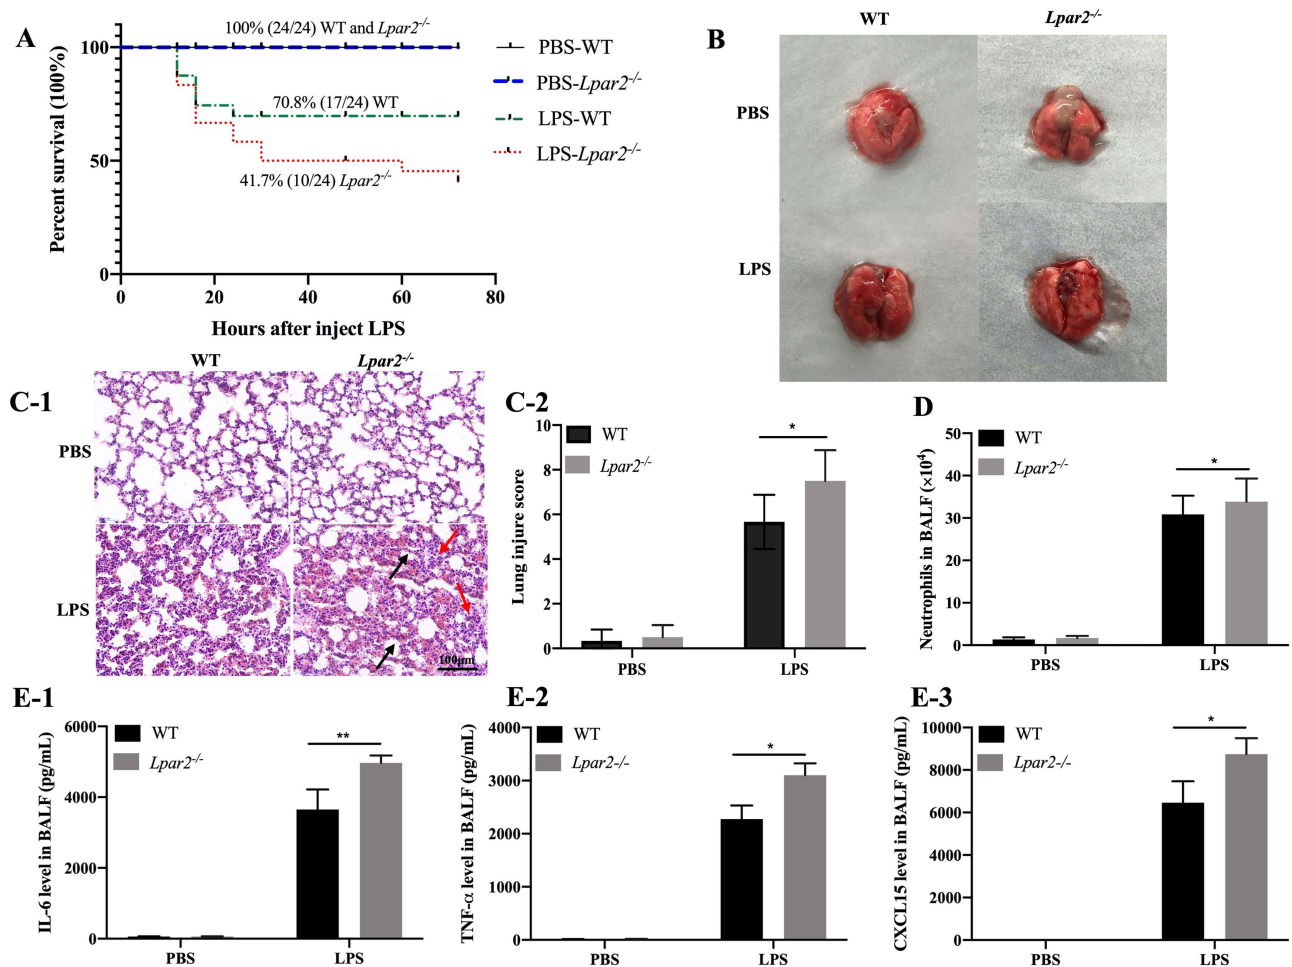 A
100% (24/24) WT and Lpar2-/-
70.8% (17/24) WT
41.7% (10/24) Lpar2-/-
Percent survival (100%)
100
50
0
0 20 40 60 80
Hours after inject LPS
PBS-WT
PBS-Lpar2-/-
LPS-WT
LPS-Lpar2-/-
B
WT Lpar2-/-
PBS
LPS
C-1
WT Lpar2-/-
PBS
LPS
100μm
C-2
Lung injure score
10
8
6
4
2
0
WT
Lpar2-/-
*
PBS LPS
D
Neutrophils in BALF (×10⁴)
50
40
30
20
10
0
WT
Lpar2-/-
*
PBS LPS
E-1
IL-6 level in BALF (pg/mL)
6000
4000
2000
0
WT
Lpar2-/-
**
PBS LPS
E-2
TNF-α level in BALF (pg/mL)
4000
3000
2000
1000
0
WT
Lpar2-/-
*
PBS LPS
E-3
CXCL15 level in BALF (pg/mL)
10000
8000
6000
4000
2000
0
WT
Lpar2-/-
*
PBS LPS